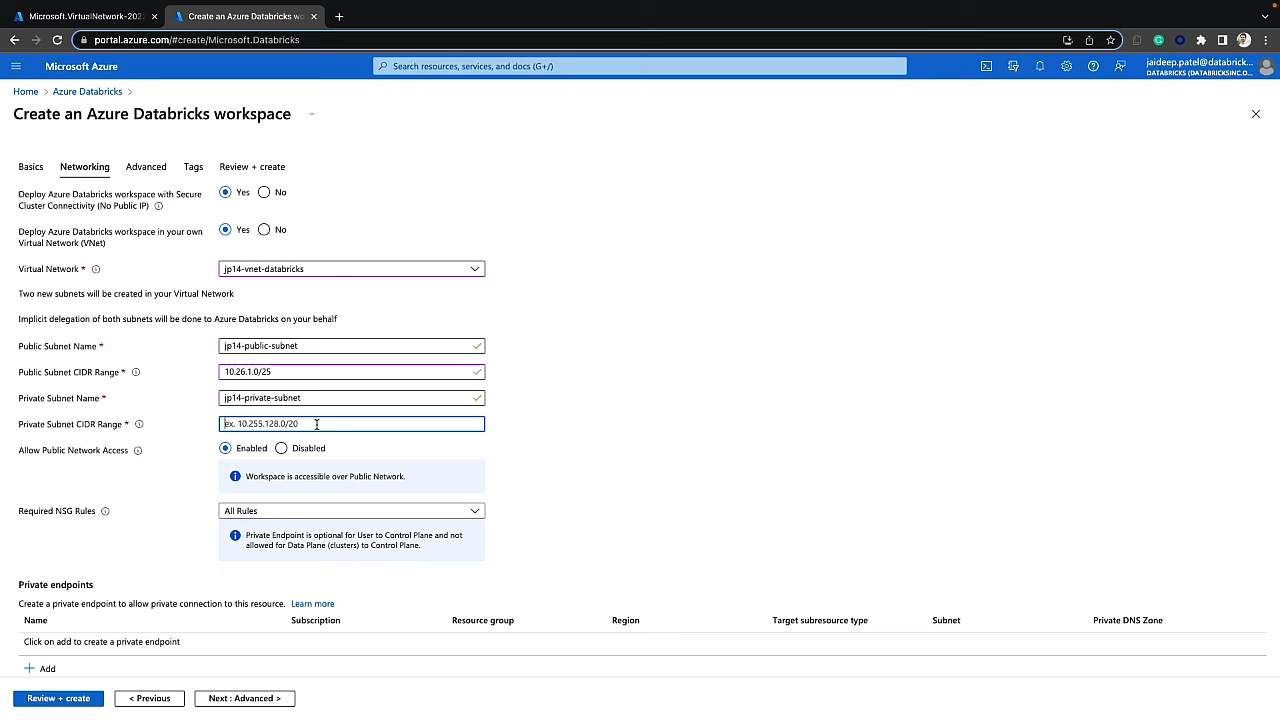 Microsoft.VirtualNetwork-202
Create an Azure Databricks wo
portal.azure.com/#create/Microsoft.Databricks
Microsoft Azure
Search resources, services, and docs (G+/)
jaideep.patel@databrick...
DATABRICKS (DATABRICKSINC.O...
Home > Azure Databricks >
Create an Azure Databricks workspace ...
Basics Networking Advanced Tags Review + create
Deploy Azure Databricks workspace with Secure
Cluster Connectivity (No Public IP)
Yes No
Deploy Azure Databricks workspace in your own
Virtual Network (VNet)
Yes No
Virtual Network * jp14-vnet-databricks
Two new subnets will be created in your Virtual Network
Implicit delegation of both subnets will be done to Azure Databricks on your behalf
Public Subnet Name * jp14-public-subnet
Public Subnet CIDR Range * 10.26.1.0/25
Private Subnet Name * jp14-private-subnet
Private Subnet CIDR Range * ex. 10.255.128.0/20
Allow Public Network Access Enabled Disabled
Workspace is accessible over Public Network.
Required NSG Rules All Rules
Private Endpoint is optional for User to Control Plane and not
allowed for Data Plane (clusters) to Control Plane.
Private endpoints
Create a private endpoint to allow private connection to this resource. Learn more
Name Subscription Resource group Region Target subresource type Subnet Private DNS Zone
Click on add to create a private endpoint
+ Add
Review + create < Previous Next : Advanced >